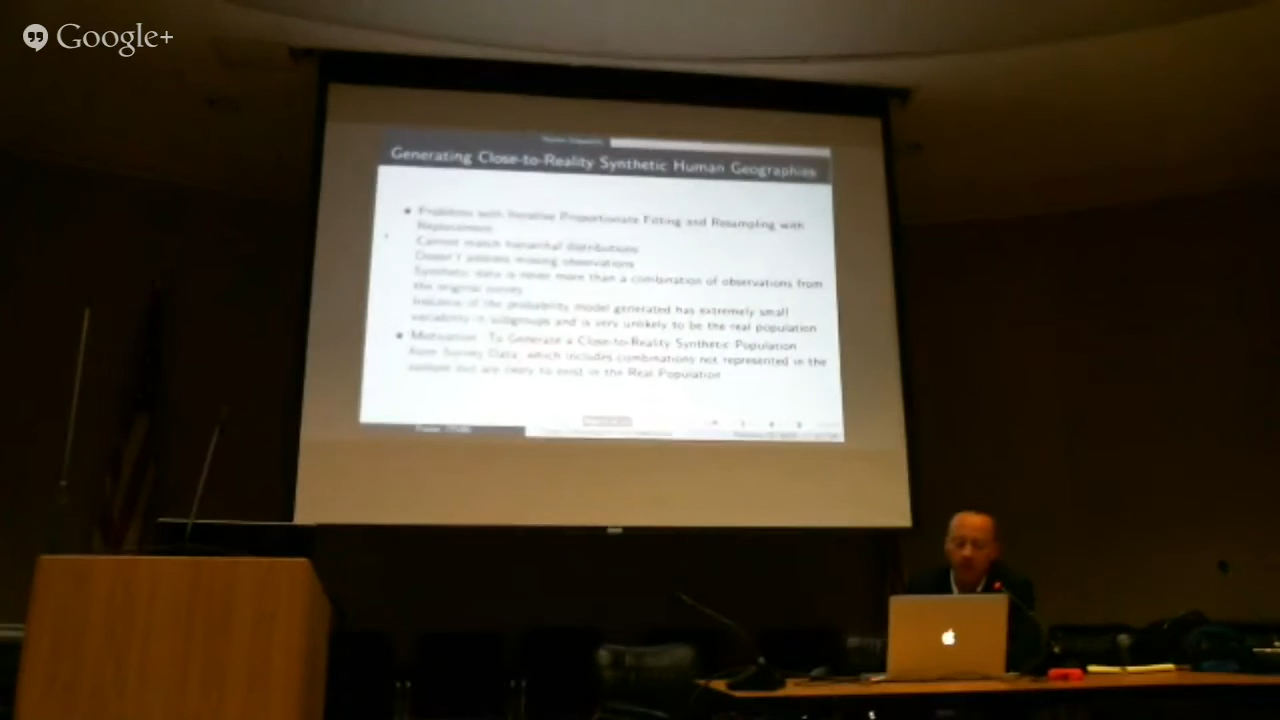 Google+
Generating Close-to-Reality Synthetic Human Geographies
Problems with Iterative Proportionate Fitting and Resampling with
Replacement
Cannot match hierarchal distributions
Doesn't address missing observations
Synthetic data is never more than a combination of observations from
the original survey
Instance of the probability model generated has extremely small
variability in subgroups and is very unlikely to be the real population
Motivation: To Generate a Close-to-Reality Synthetic Population
from Survey Data, which includes combinations not represented in the
sample but are likely to exist in the Real Population